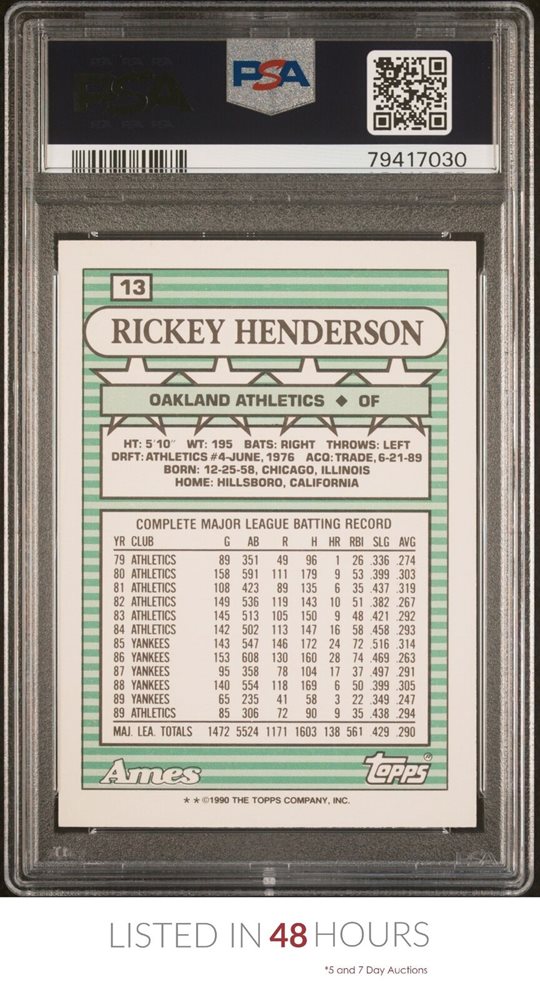 PSA
79417030
13
RICKEY HENDERSON
OAKLAND ATHLETICS ◆ OF
HT: 5'10" WT: 195 BATS: RIGHT THROWS: LEFT
DRFT: ATHLETICS #4-JUNE, 1976 ACQ: TRADE, 6-21-89
BORN: 12-25-58, CHICAGO, ILLINOIS
HOME: HILLSBORO, CALIFORNIA
COMPLETE MAJOR LEAGUE BATTING RECORD
YR CLUB G AB R H HR RBI SLG AVG
79 ATHLETICS 89 351 49 96 1 26 .336 .274
80 ATHLETICS 158 591 111 179 9 53 .399 .303
81 ATHLETICS 108 423 89 135 6 35 .437 .319
82 ATHLETICS 149 536 119 143 10 51 .382 .267
83 ATHLETICS 145 513 105 150 9 48 .421 .292
84 ATHLETICS 142 502 113 147 16 58 .458 .293
85 YANKEES 143 547 146 172 24 72 .516 .314
86 YANKEES 153 608 130 160 28 74 .469 .263
87 YANKEES 95 358 78 104 17 37 .497 .291
88 YANKEES 140 554 118 169 6 50 .399 .305
89 YANKEES 65 235 41 58 3 22 .349 .247
89 ATHLETICS 85 306 72 90 9 35 .438 .294
MAJ. LEA. TOTALS 1472 5524 1171 1603 138 561 .429 .290
Ames
topps®
★ ★ ©1990 THE TOPPS COMPANY, INC.
PSA
LISTED IN 48 HOURS
*5 and 7 Day Auctions